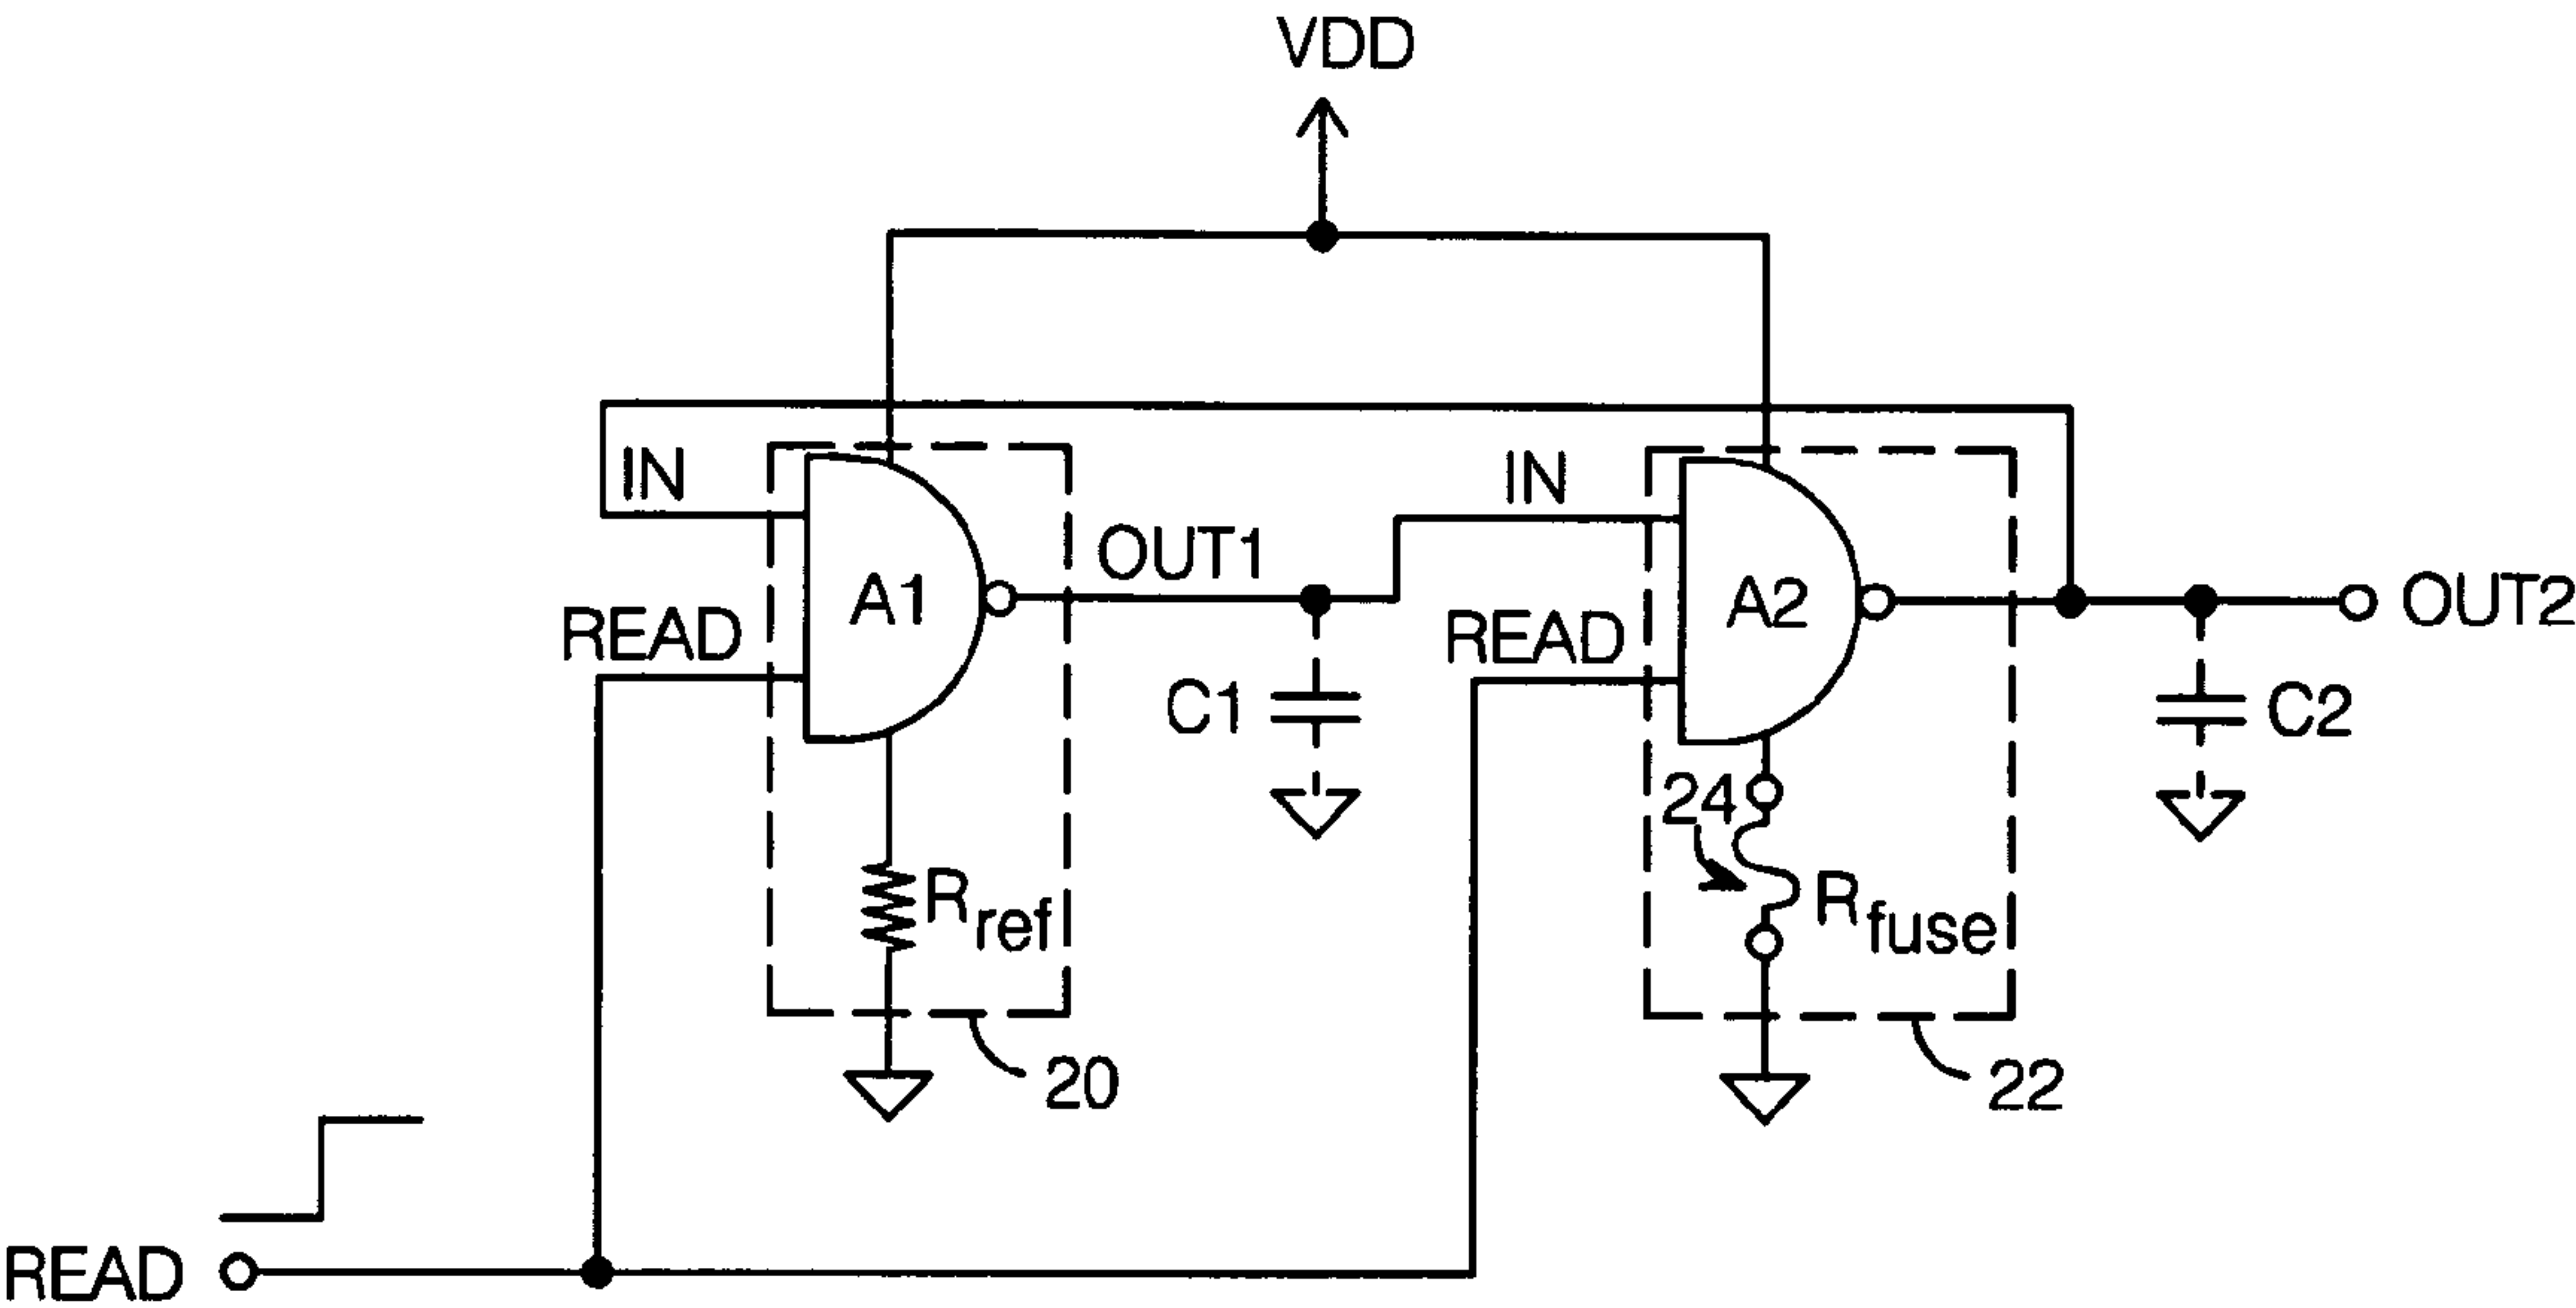 VDD
IN
IN
OUT1
A1
A2
OUT2
READ
READ
C1
C2
24
Rref
Rfuse
20
22
READ